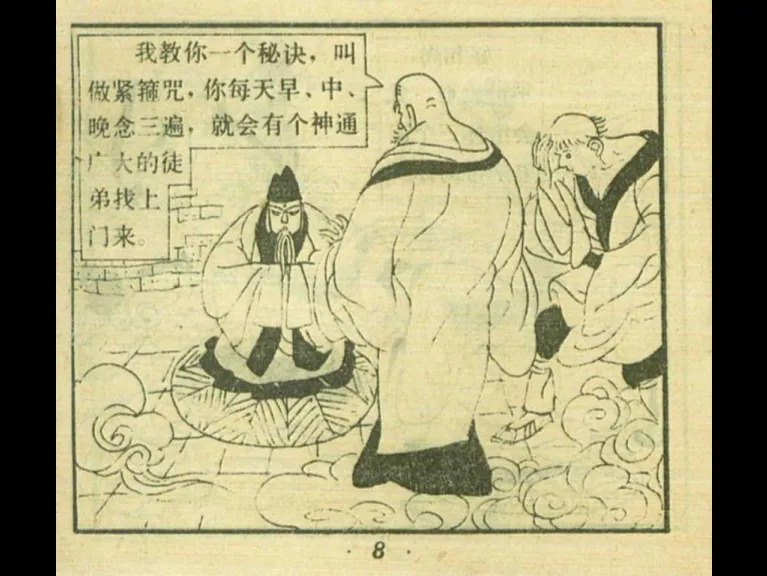 我教你一个秘诀，叫
做紧箍咒，你每天早、中、
晚念三遍，就会有个神通
广大的徒
弟找上
门来。
· 8 ·